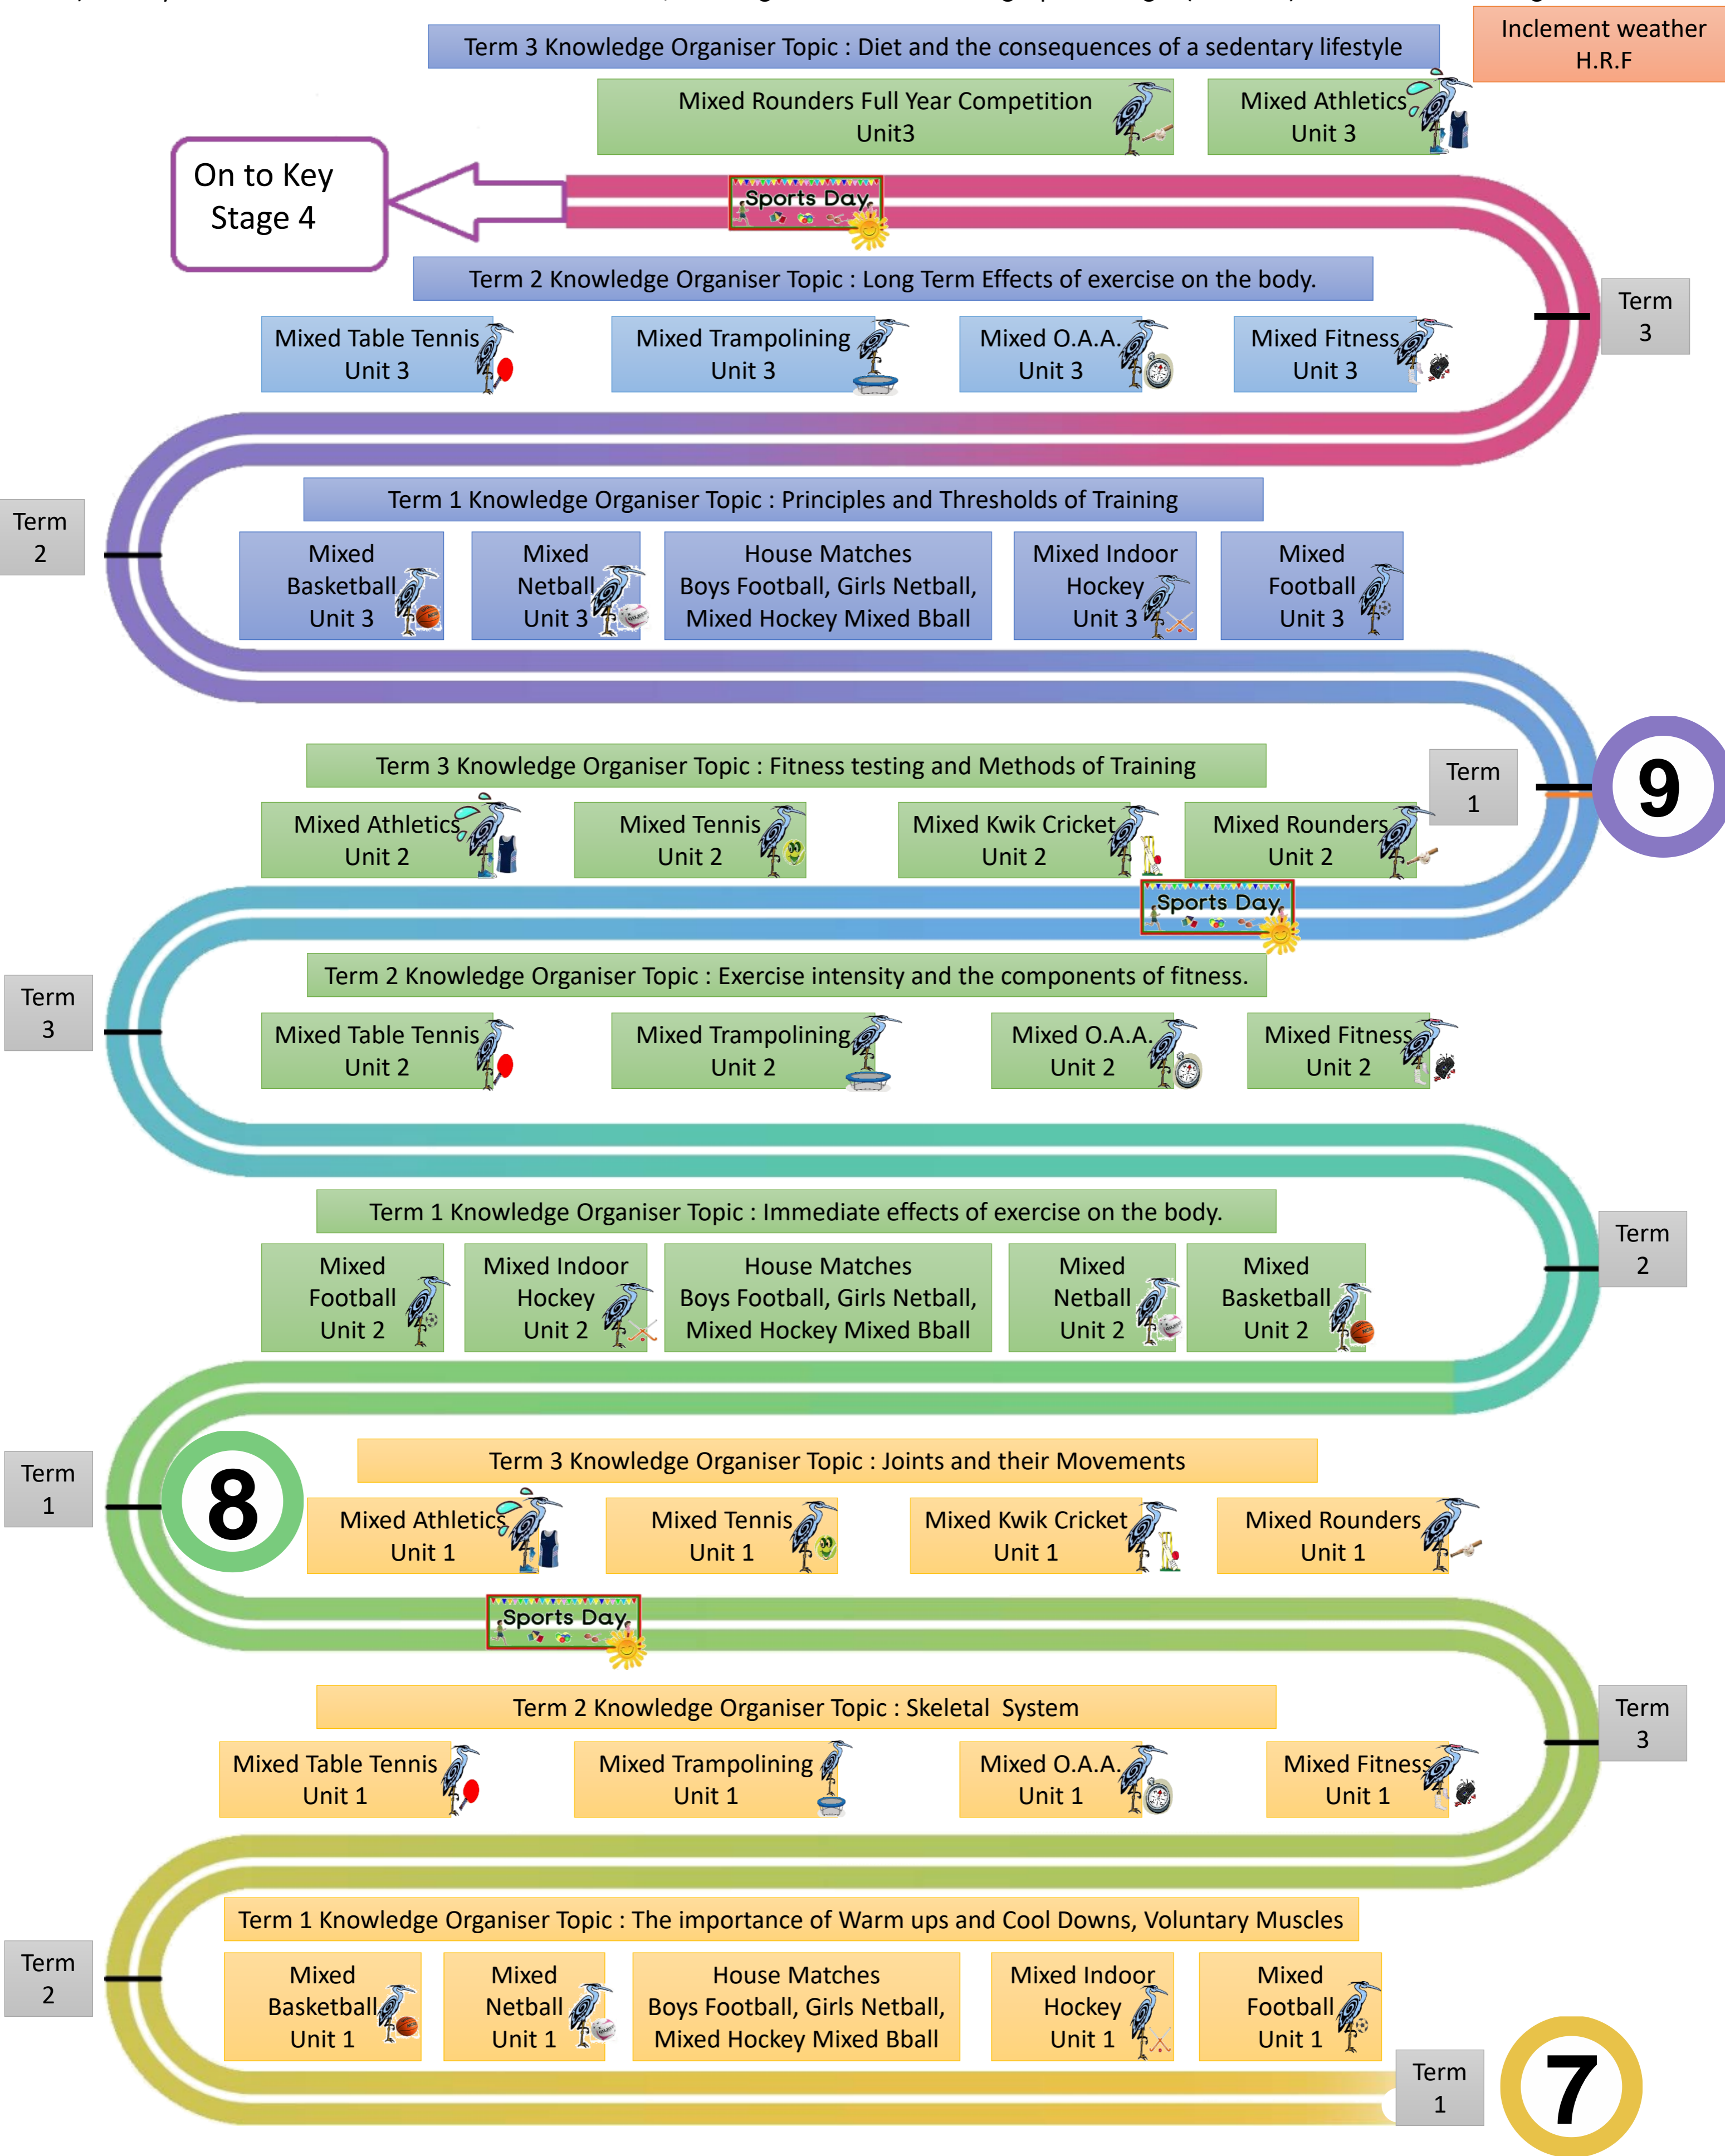 Inclement weather
H.R.F
Term 3 Knowledge Organiser Topic : Diet and the consequences of a sedentary lifestyle
Mixed Rounders Full Year Competition
Unit3
Mixed Athletics
Unit 3
On to Key
Stage 4
Sports Day
Term 2 Knowledge Organiser Topic : Long Term Effects of exercise on the body.
Term
3
Mixed Table Tennis
Unit 3
Mixed Trampolining
Unit 3
Mixed O.A.A.
Unit 3
Mixed Fitness
Unit 3
Term 1 Knowledge Organiser Topic : Principles and Thresholds of Training
Term
2
Mixed
Basketball
Unit 3
Mixed
Netball
Unit 3
House Matches
Boys Football, Girls Netball,
Mixed Hockey Mixed Bball
Mixed Indoor
Hockey
Unit 3
Mixed
Football
Unit 3
Term 3 Knowledge Organiser Topic : Fitness testing and Methods of Training
Term
1
9
Mixed Athletics
Unit 2
Mixed Tennis
Unit 2
Mixed Kwik Cricket
Unit 2
Mixed Rounders
Unit 2
Sports Day
Term 2 Knowledge Organiser Topic : Exercise intensity and the components of fitness.
Term
3
Mixed Table Tennis
Unit 2
Mixed Trampolining
Unit 2
Mixed O.A.A.
Unit 2
Mixed Fitness
Unit 2
Term 1 Knowledge Organiser Topic : Immediate effects of exercise on the body.
Term
2
Mixed
Football
Unit 2
Mixed Indoor
Hockey
Unit 2
House Matches
Boys Football, Girls Netball,
Mixed Hockey Mixed Bball
Mixed
Netball
Unit 2
Mixed
Basketball
Unit 2
Term
1
8
Term 3 Knowledge Organiser Topic : Joints and their Movements
Mixed Athletics
Unit 1
Mixed Tennis
Unit 1
Mixed Kwik Cricket
Unit 1
Mixed Rounders
Unit 1
Sports Day
Term 2 Knowledge Organiser Topic : Skeletal System
Term
3
Mixed Table Tennis
Unit 1
Mixed Trampolining
Unit 1
Mixed O.A.A.
Unit 1
Mixed Fitness
Unit 1
Term 1 Knowledge Organiser Topic : The importance of Warm ups and Cool Downs, Voluntary Muscles
Term
2
Mixed
Basketball
Unit 1
Mixed
Netball
Unit 1
House Matches
Boys Football, Girls Netball,
Mixed Hockey Mixed Bball
Mixed Indoor
Hockey
Unit 1
Mixed
Football
Unit 1
Term
1
7